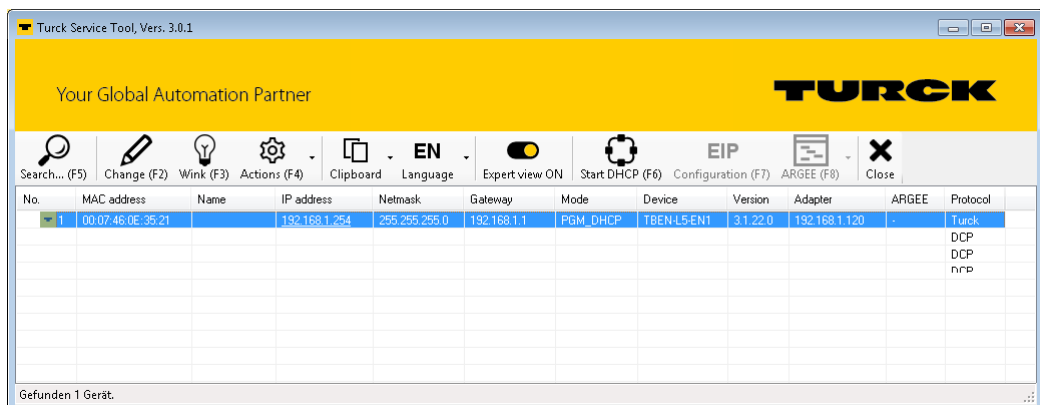 Turck Service Tool, Vers. 3.0.1
Your Global Automation Partner
TURCK
Search... (F5) Change (F2) Wink (F3) Actions (F4) Clipboard EN Language Expert view ON Start DHCP (F6) EIP Configuration (F7) ARGEE (F8) Close
No. MAC address Name IP address Netmask Gateway Mode Device Version Adapter ARGEE Protocol
1 00:07:46:0E:35:21 192.168.1.254 255.255.255.0 192.168.1.1 PGM_DHCP TBEN-L5-EN1 3.1.22.0 192.168.1.120 - Turck
DCP
DCP
DCP
Gefunden 1 Gerät.